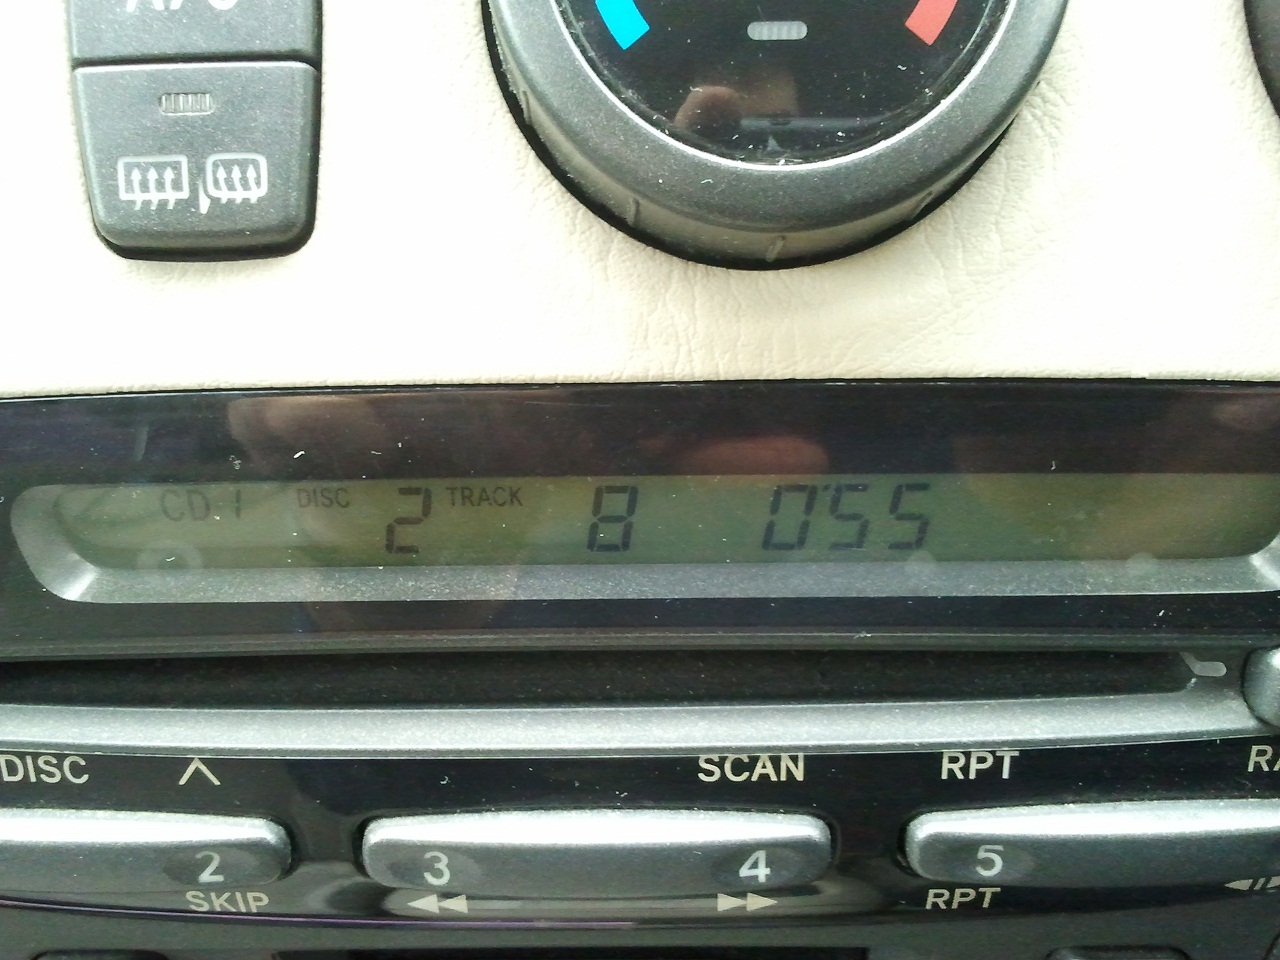 A/C
CD 1 DISC 2 TRACK 8 0'55
DISC SCAN RPT
2 3 4 5
SKIP RPT